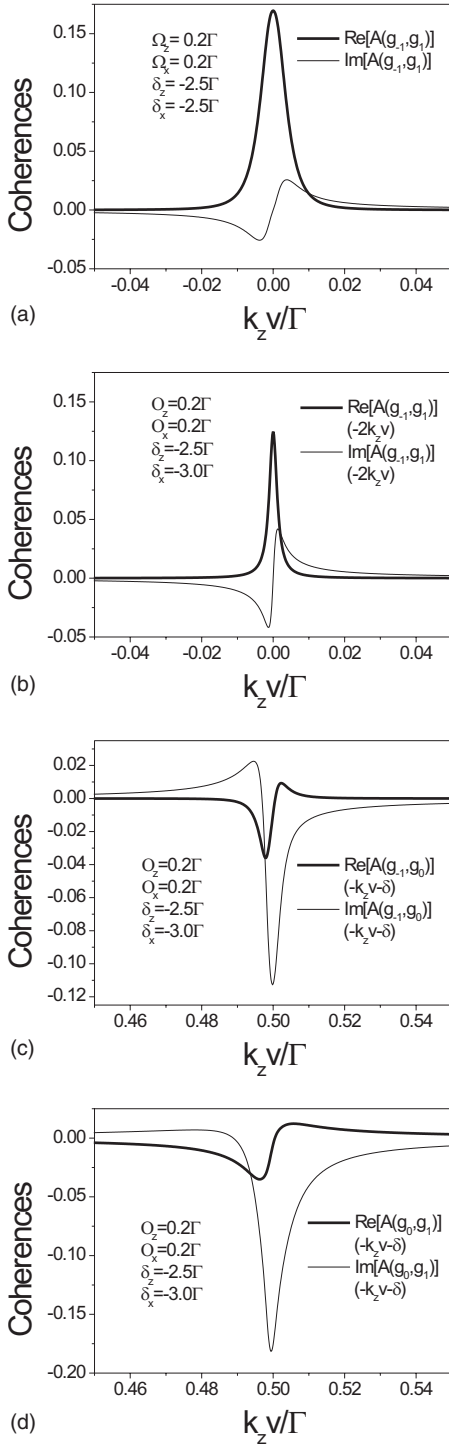 0.15
0.10
0.05
0.00
-0.05
Coherences
Ω_z = 0.2Γ
Ω_x = 0.2Γ
δ_z = -2.5Γ
δ_x = -2.5Γ
Re[A(g_-1,g_1)]
Im[A(g_-1,g_1)]
-0.04 -0.02 0.00 0.02 0.04
k_z v/Γ
(a)
0.15
0.10
0.05
0.00
-0.05
Coherences
O_z=0.2Γ
O_x=0.2Γ
δ_z=-2.5Γ
δ_x=-3.0Γ
Re[A(g_-1,g_1)]
(-2k_z v)
Im[A(g_-1,g_1)]
(-2k_z v)
-0.04 -0.02 0.00 0.02 0.04
k_z v/Γ
(b)
0.02
0.00
-0.02
-0.04
-0.06
-0.08
-0.10
-0.12
Coherences
O_z=0.2Γ
O_x=0.2Γ
δ_z=-2.5Γ
δ_x=-3.0Γ
Re[A(g_-1,g_0)]
(-k_z v-δ)
Im[A(g_-1,g_0)]
(-k_z v-δ)
0.46 0.48 0.50 0.52 0.54
k_z v/Γ
(c)
0.00
-0.05
-0.10
-0.15
-0.20
Coherences
O_z=0.2Γ
O_x=0.2Γ
δ_z=-2.5Γ
δ_x=-3.0Γ
Re[A(g_0,g_1)]
(-k_z v-δ)
Im[A(g_0,g_1)]
(-k_z v-δ)
0.46 0.48 0.50 0.52 0.54
k_z v/Γ
(d)